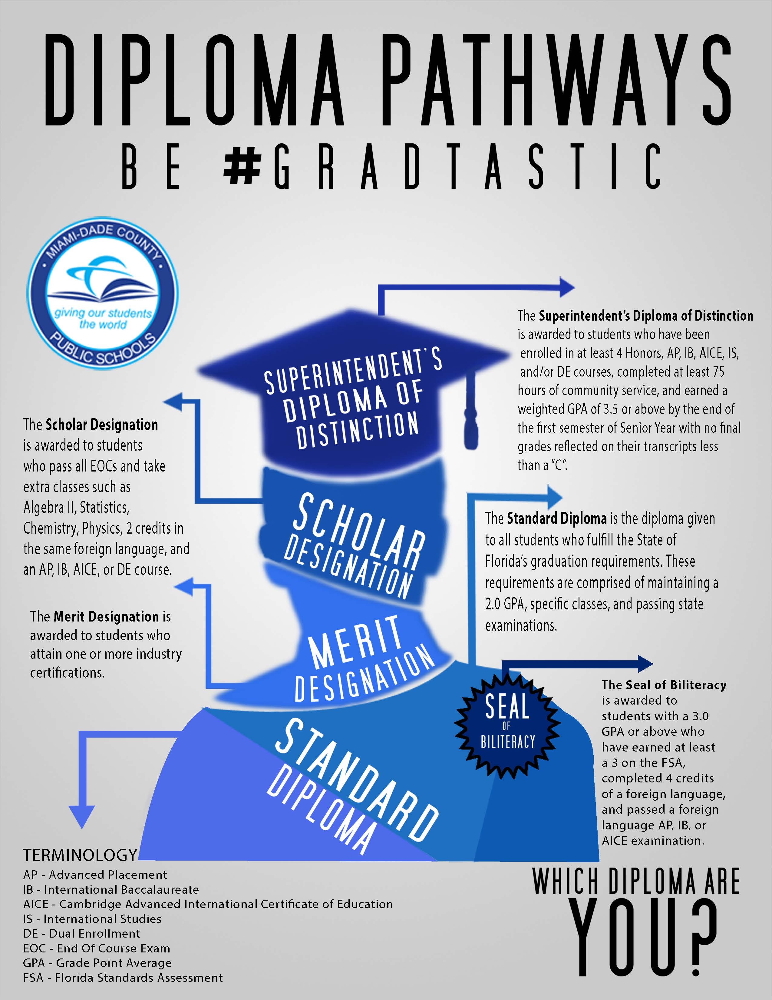 DIPLOMA PATHWAYS
BE #GRADTASTIC
• MIAMI-DADE COUNTY •
giving our students
the world
PUBLIC SCHOOLS
SUPERINTENDENT'S
DIPLOMA OF
DISTINCTION
The Superintendent's Diploma of Distinction
is awarded to students who have been
enrolled in at least 4 Honors, AP, IB, AICE, IS,
and/or DE courses, completed at least 75
hours of community service, and earned a
weighted GPA of 3.5 or above by the end of
the first semester of Senior Year with no final
grades reflected on their transcripts less
than a "C".
The Scholar Designation
is awarded to students
who pass all EOCs and take
extra classes such as
Algebra II, Statistics,
Chemistry, Physics, 2 credits in
the same foreign language, and
an AP, IB, AICE, or DE course.
SCHOLAR
DESIGNATION
The Standard Diploma is the diploma given
to all students who fulfill the State of
Florida's graduation requirements. These
requirements are comprised of maintaining a
2.0 GPA, specific classes, and passing state
examinations.
The Merit Designation is
awarded to students who
attain one or more industry
certifications.
MERIT
DESIGNATION
SEAL
OF
BILITERACY
The Seal of Biliteracy
is awarded to
students with a 3.0
GPA or above who
have earned at least
a 3 on the FSA,
completed 4 credits
of a foreign language,
and passed a foreign
language AP, IB, or
AICE examination.
STANDARD
DIPLOMA
TERMINOLOGY
AP - Advanced Placement
IB - International Baccalaureate
AICE - Cambridge Advanced International Certificate of Education
IS - International Studies
DE - Dual Enrollment
EOC - End Of Course Exam
GPA - Grade Point Average
FSA - Florida Standards Assessment
WHICH DIPLOMA ARE
YOU?